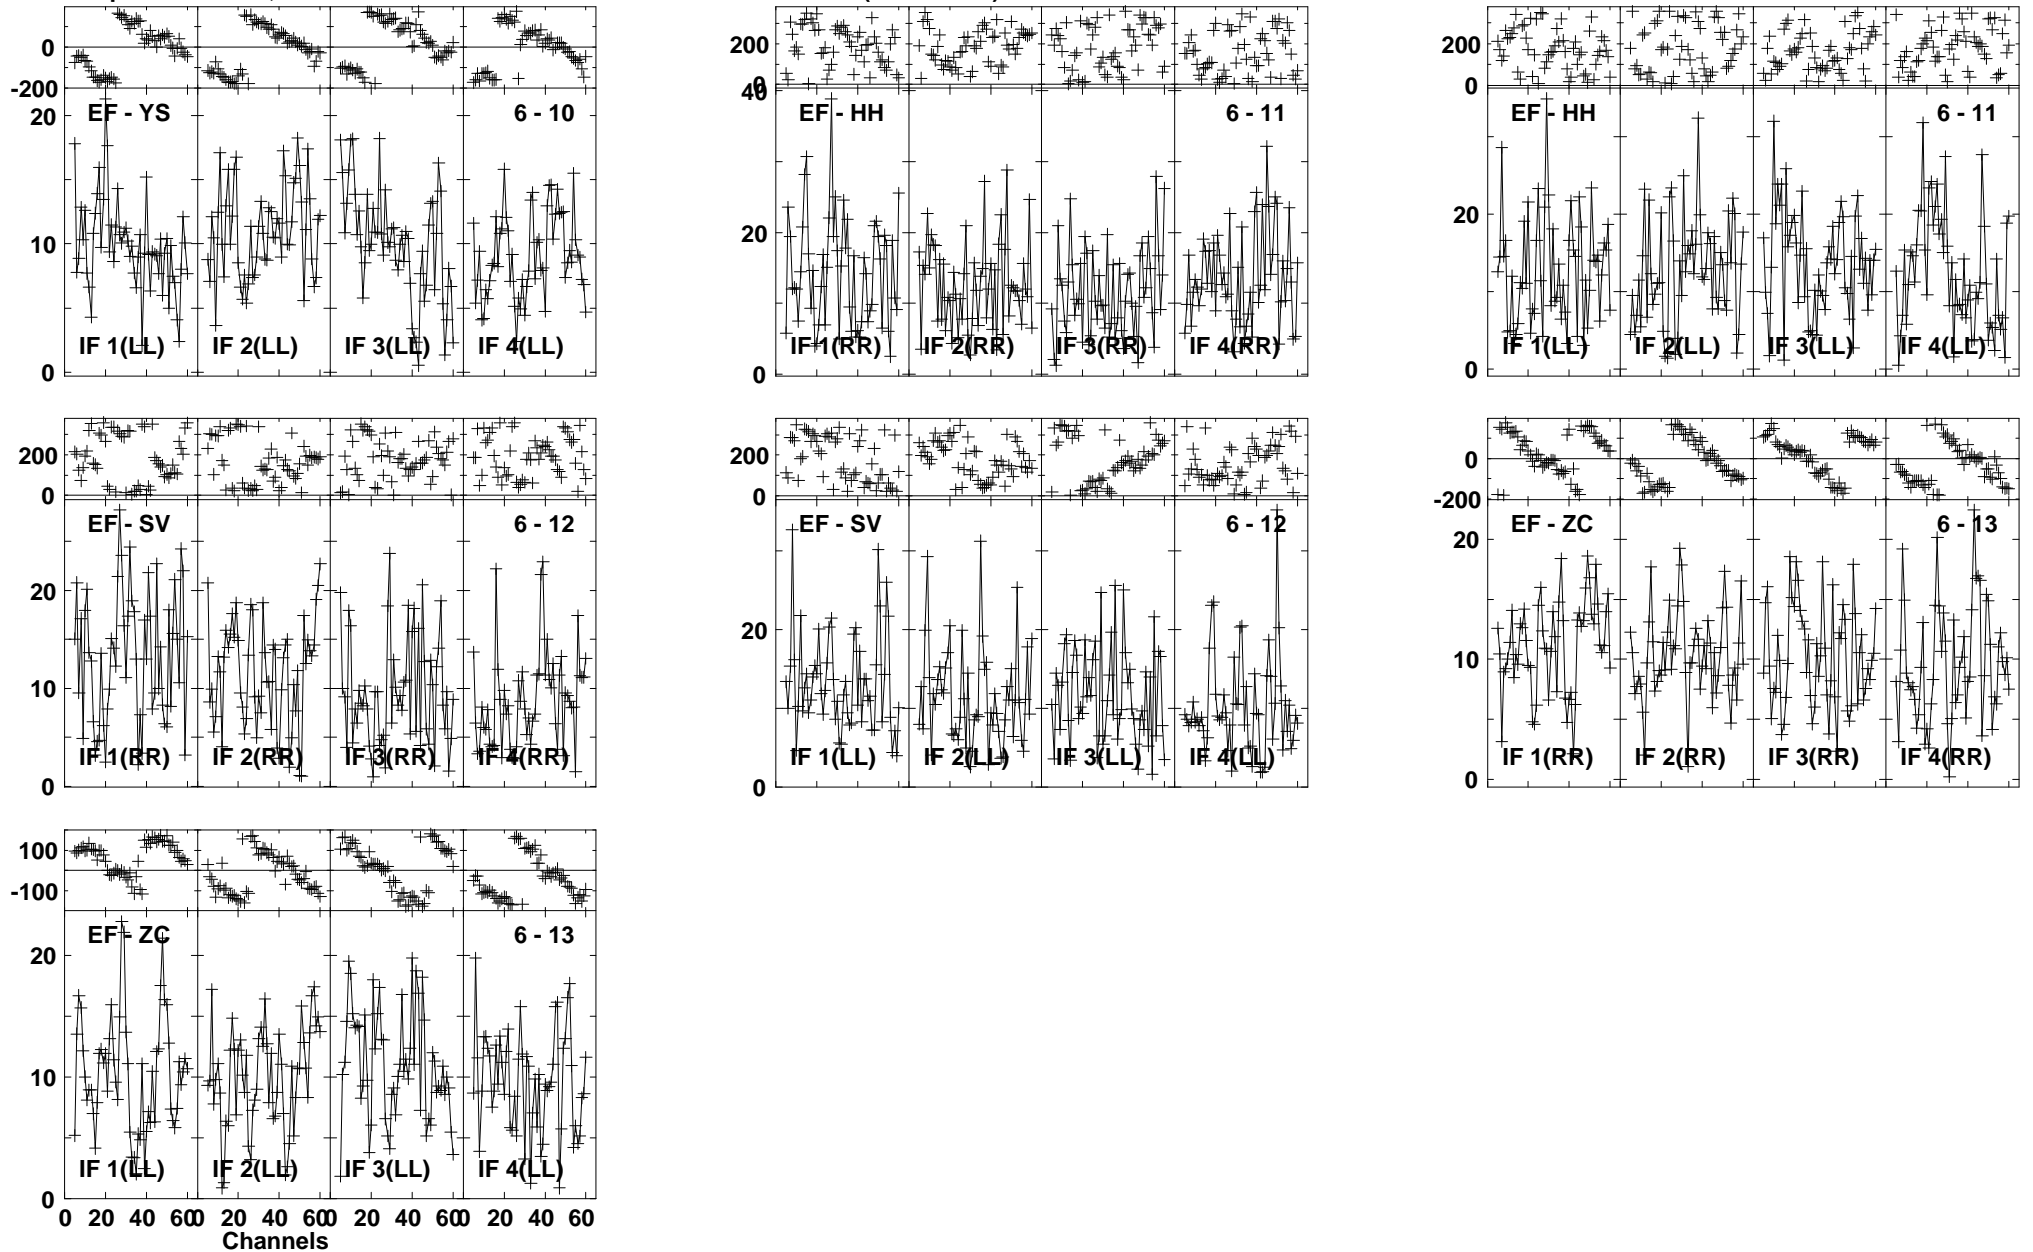 0
-200
EF - YS 6 - 10
20
10
0
IF 1(LL) IF 2(LL) IF 3(LL) IF 4(LL)
200
0
40
EF - HH 6 - 11
20
0
IF 1(RR) IF 2(RR) IF 3(RR) IF 4(RR)
200
0
EF - HH 6 - 11
20
0
IF 1(LL) IF 2(LL) IF 3(LL) IF 4(LL)
200
0
EF - SV 6 - 12
20
10
0
IF 1(RR) IF 2(RR) IF 3(RR) IF 4(RR)
200
0
EF - SV 6 - 12
20
0
IF 1(LL) IF 2(LL) IF 3(LL) IF 4(LL)
0
-200
EF - ZC 6 - 13
20
10
0
IF 1(RR) IF 2(RR) IF 3(RR) IF 4(RR)
100
-100
EF - ZC 6 - 13
20
10
0
IF 1(LL) IF 2(LL) IF 3(LL) IF 4(LL)
0 20 40 60 0 20 40 60 0 20 40 60 0 20 40 60
Channels